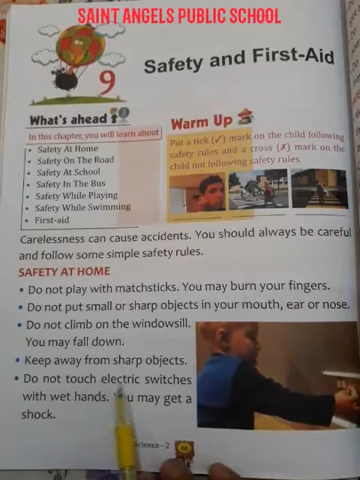 SAINT ANGELS PUBLIC SCHOOL
9
Safety and First-Aid
What's ahead
In this chapter, you will learn about
• Safety At Home
• Safety On The Road
• Safety At School
• Safety In The Bus
• Safety While Playing
• Safety While Swimming
• First-aid
Warm Up
Put a tick (✓) mark on the child following
safety rules and a cross (✗) mark on the
child not following safety rules
Carelessness can cause accidents. You should always be careful
and follow some simple safety rules.
SAFETY AT HOME
• Do not play with matchsticks. You may burn your fingers.
• Do not put small or sharp objects in your mouth, ear or nose.
• Do not climb on the windowsill.
You may fall down.
• Keep away from sharp objects.
• Do not touch electric switches
with wet hands. You may get a
shock.
Science - 2